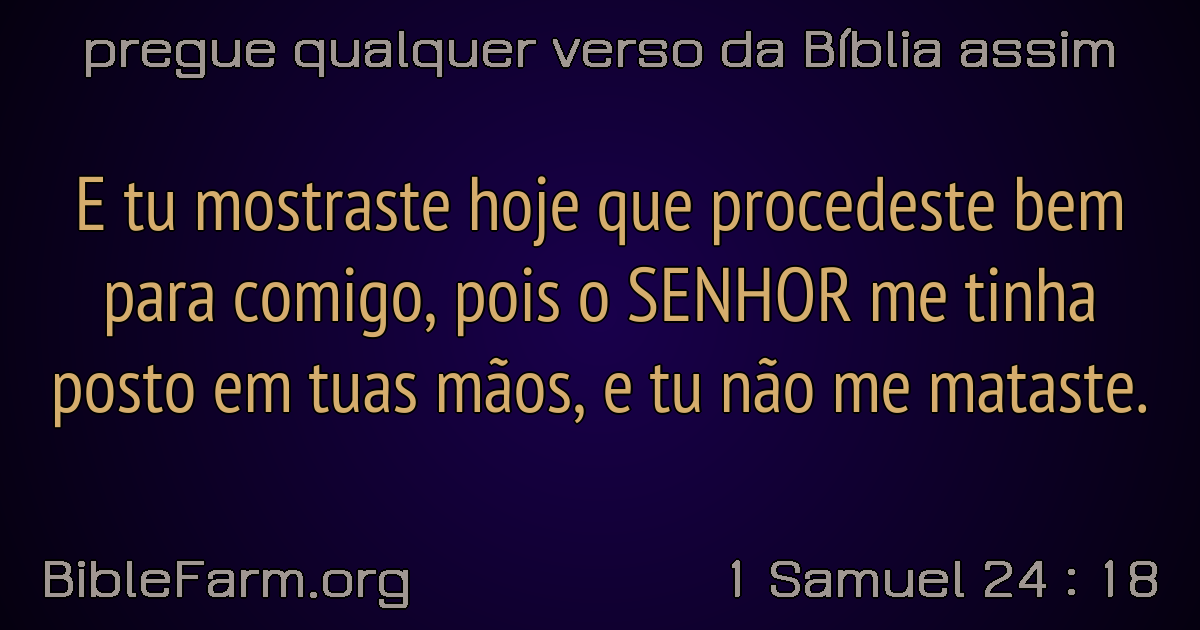 pregue qualquer verso da Bíblia assim
E tu mostraste hoje que procedeste bem
para comigo, pois o SENHOR me tinha
posto em tuas mãos, e tu não me mataste.
BibleFarm.org
1 Samuel 24 : 18